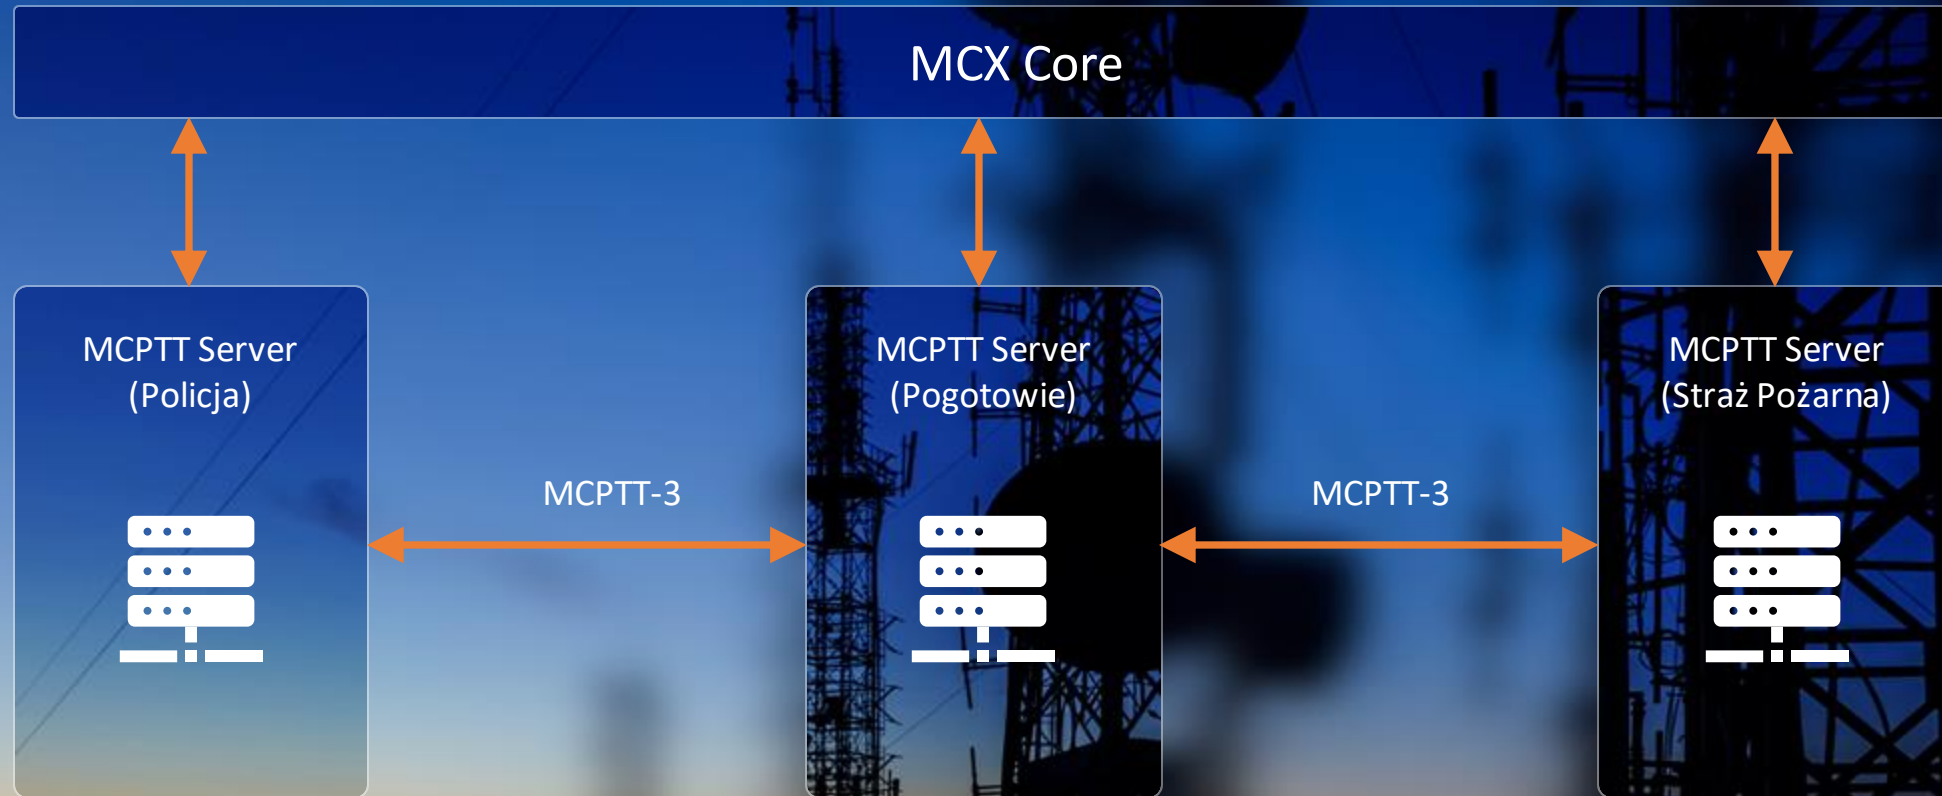 MCX Core
MCPTT Server
(Policja)
MCPTT Server
(Pogotowie)
MCPTT Server
(Straż Pożarna)
MCPTT-3
MCPTT-3